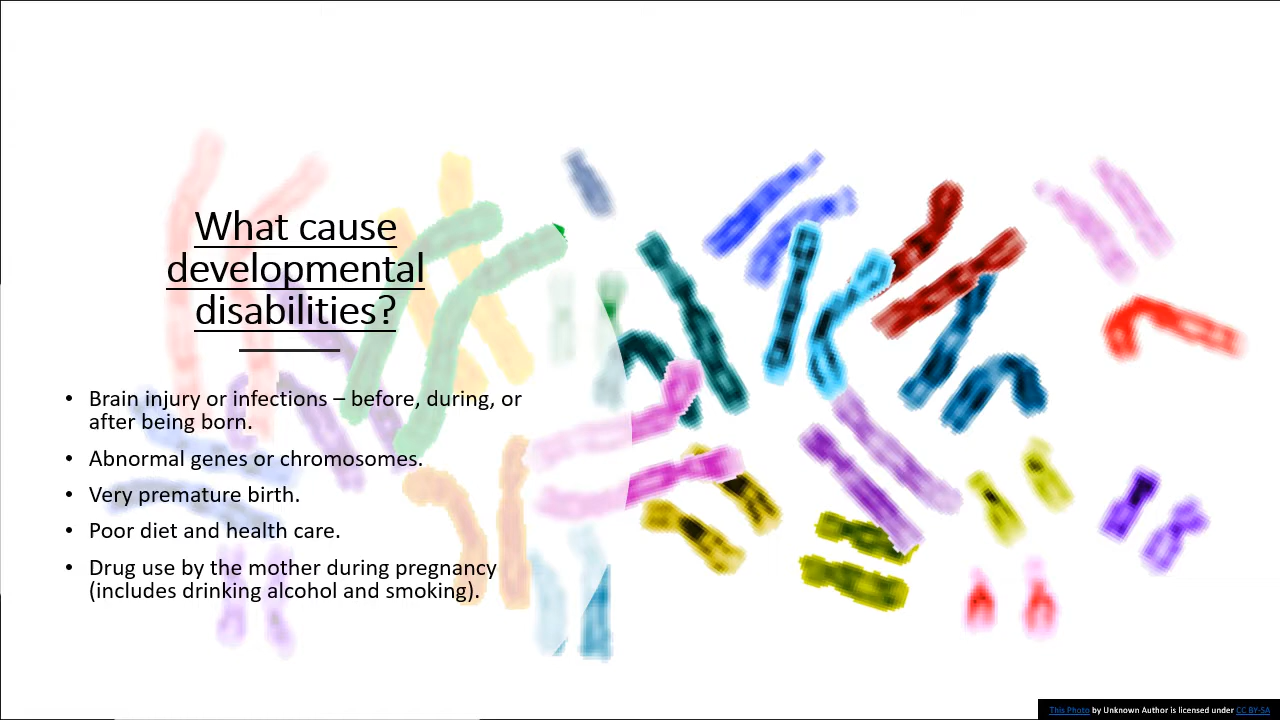 What cause
developmental
disabilities?
• Brain injury or infections – before, during, or
after being born.
• Abnormal genes or chromosomes.
• Very premature birth.
• Poor diet and health care.
• Drug use by the mother during pregnancy
(includes drinking alcohol and smoking).
This Photo by Unknown Author is licensed under CC BY-SA